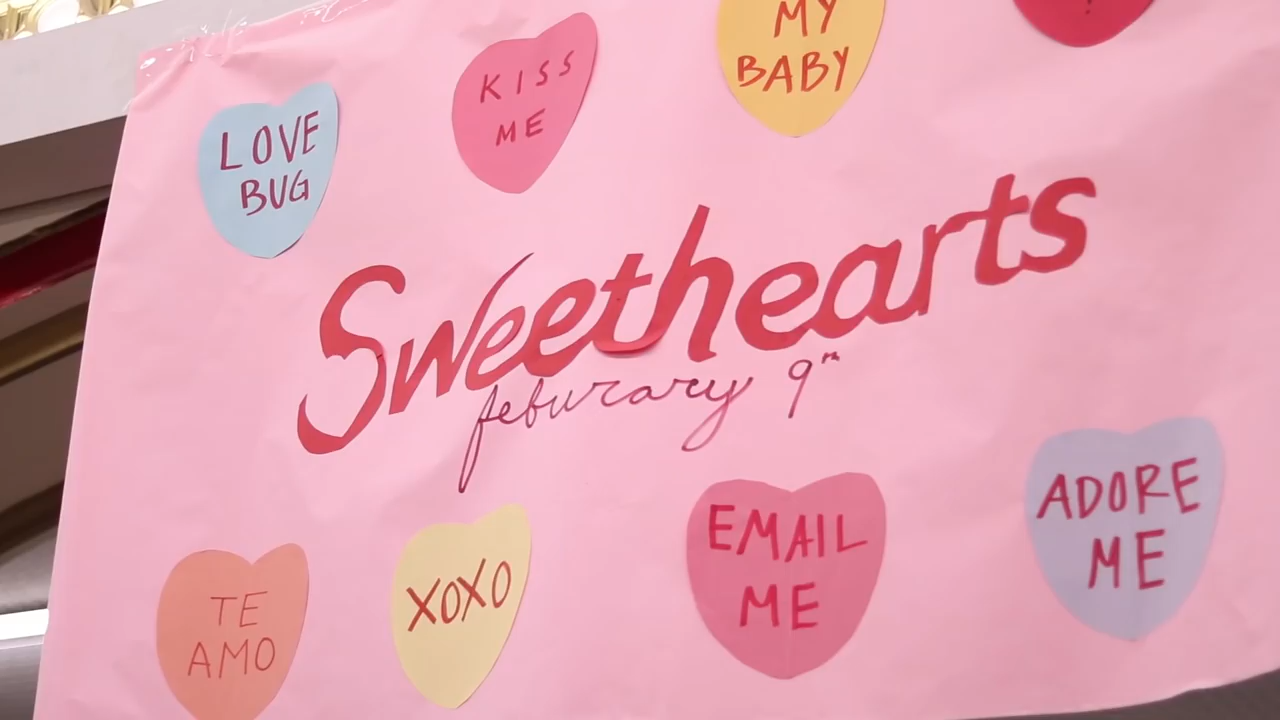 MY
BABY
KISS
ME
LOVE
BUG
Sweethearts
feburary 9th
ADORE
ME
EMAIL
ME
XOXO
TE
AMO